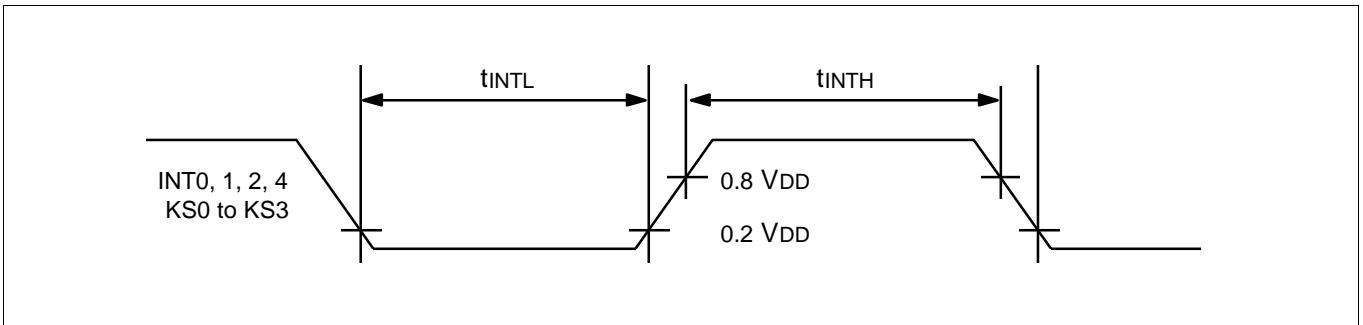 tINTL
tINTH
INT0, 1, 2, 4
KS0 to KS3
0.8 VDD
0.2 VDD